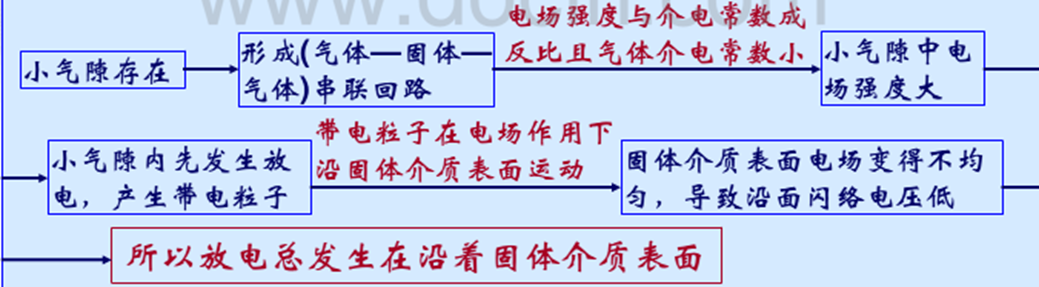 电场强度与介电常数成
反比且气体介电常数小
小气隙存在
形成(气体—固体—
气体)串联回路
小气隙中电
场强度大
带电粒子在电场作用下
沿固体介质表面运动
小气隙内先发生放
电，产生带电粒子
固体介质表面电场变得不均
匀，导致沿面闪络电压低
所以放电总发生在沿着固体介质表面